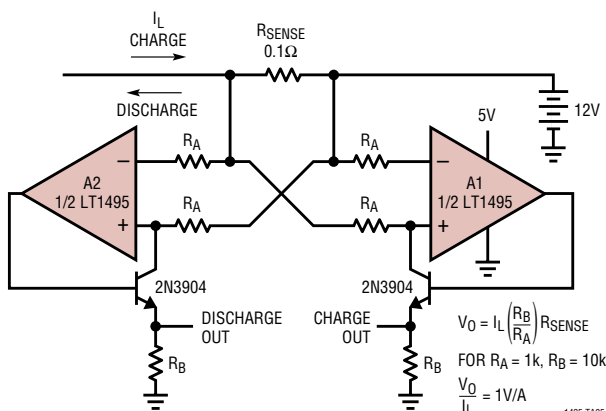 I_L
CHARGE
R_SENSE
0.1Ω
DISCHARGE
12V
5V
R_A
R_A
A2
1/2 LT1495
A1
1/2 LT1495
–
–
R_A
R_A
+
+
2N3904
2N3904
DISCHARGE
OUT
CHARGE
OUT
R_B
R_B
V_O = I_L (R_B/R_A) R_SENSE
FOR R_A = 1k, R_B = 10k
V_O/I_L = 1V/A